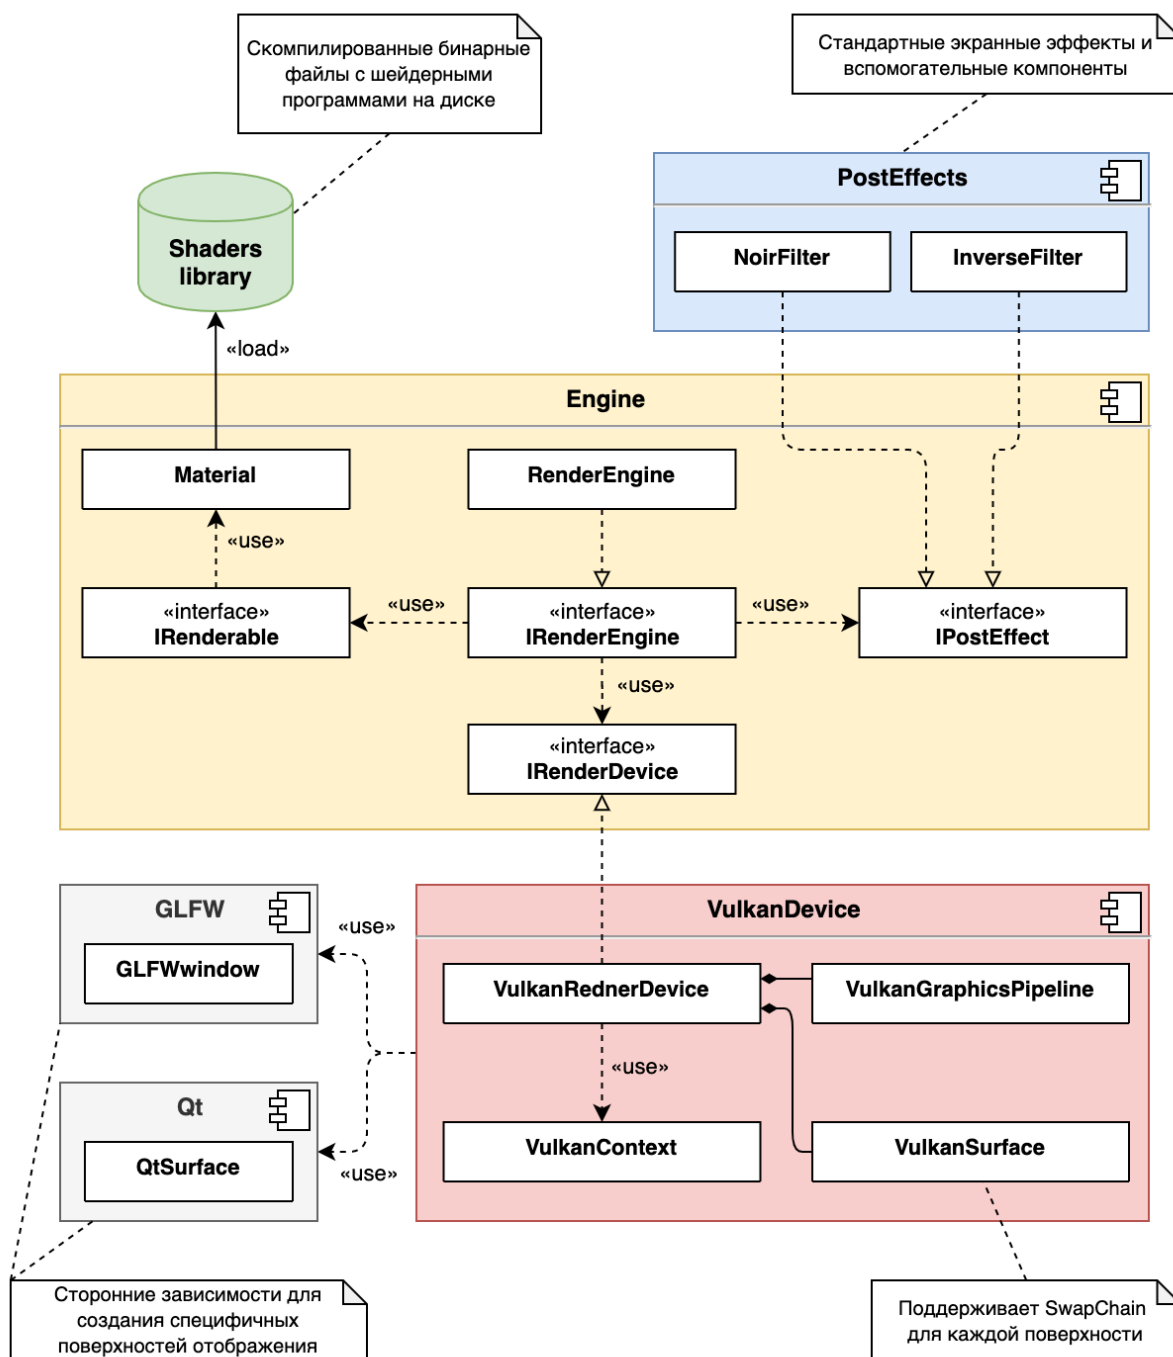 Скомпилированные бинарные
файлы с шейдерными
программами на диске
Стандартные экранные эффекты и
вспомогательные компоненты
PostEffects
NoirFilter
InverseFilter
Shaders
library
«load»
Engine
Material
RenderEngine
«use»
«interface»
IRenderable
«use»
«interface»
IRenderEngine
«use»
«interface»
IPostEffect
«use»
«interface»
IRenderDevice
GLFW
GLFWwindow
«use»
VulkanDevice
VulkanRednerDevice
VulkanGraphicsPipeline
«use»
Qt
QtSurface
«use»
VulkanContext
VulkanSurface
Сторонние зависимости для
создания специфичных
поверхностей отображения
Поддерживает SwapChain
для каждой поверхности